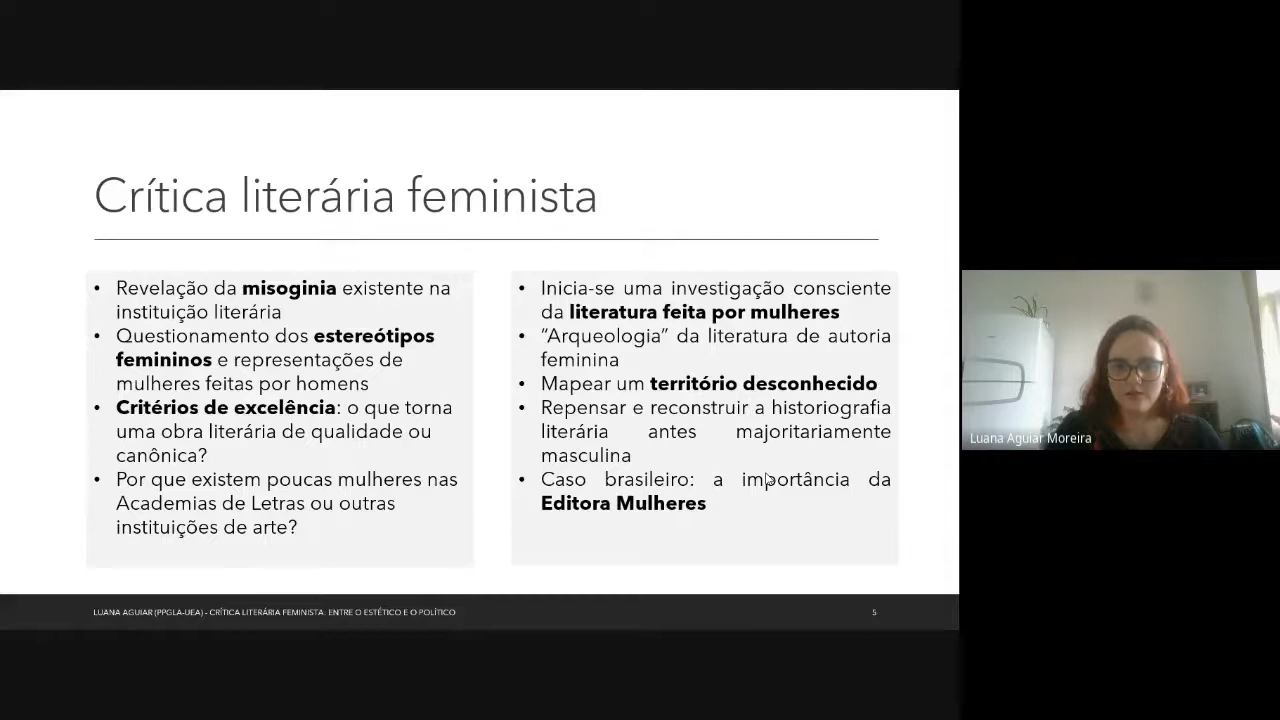 Crítica literária feminista
• Revelação da misoginia existente na
instituição literária
• Questionamento dos estereótipos
femininos e representações de
mulheres feitas por homens
• Critérios de excelência: o que torna
uma obra literária de qualidade ou
canônica?
• Por que existem poucas mulheres nas
Academias de Letras ou outras
instituições de arte?
• Inicia-se uma investigação consciente
da literatura feita por mulheres
• “Arqueologia” da literatura de autoria
feminina
• Mapear um território desconhecido
• Repensar e reconstruir a historiografia
literária antes majoritariamente
masculina
• Caso brasileiro: a importância da
Editora Mulheres
LUANA AGUIAR (PPGLA-UEA) - CRÍTICA LITERÁRIA FEMINISTA: ENTRE O ESTÉTICO E O POLÍTICO
5
Luana Aguiar Moreira